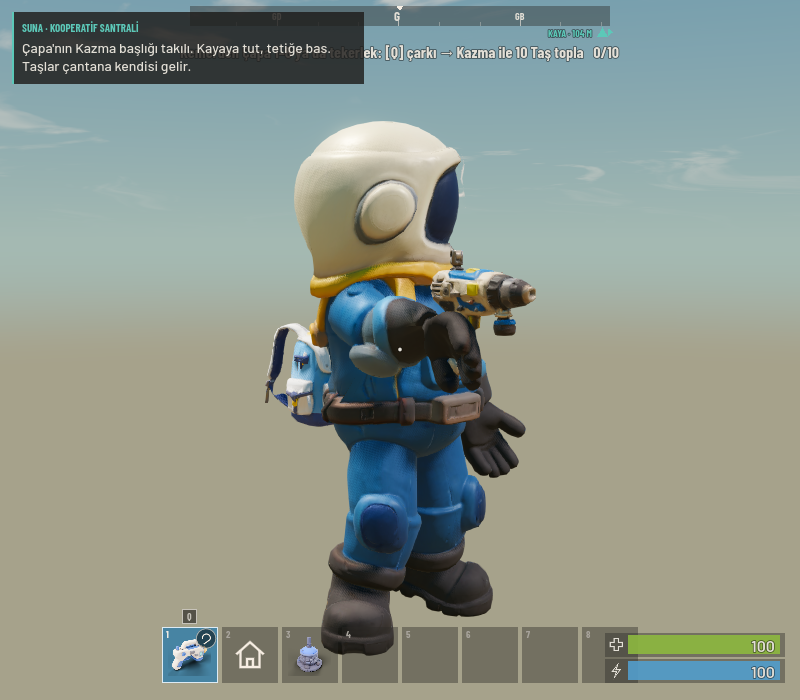 GD
G
GB
SUNA · KOOPERATİF SANTRALİ
Çapa'nın Kazma başlığı takılı. Kayaya tut, tetiğe bas.
Taşlar çantana kendisi gelir.
KAYA · 104 M
[Q] çarkı → Kazma ile 10 Taş topla 0/10
Q
1
2
3
4
5
6
7
8
100
100